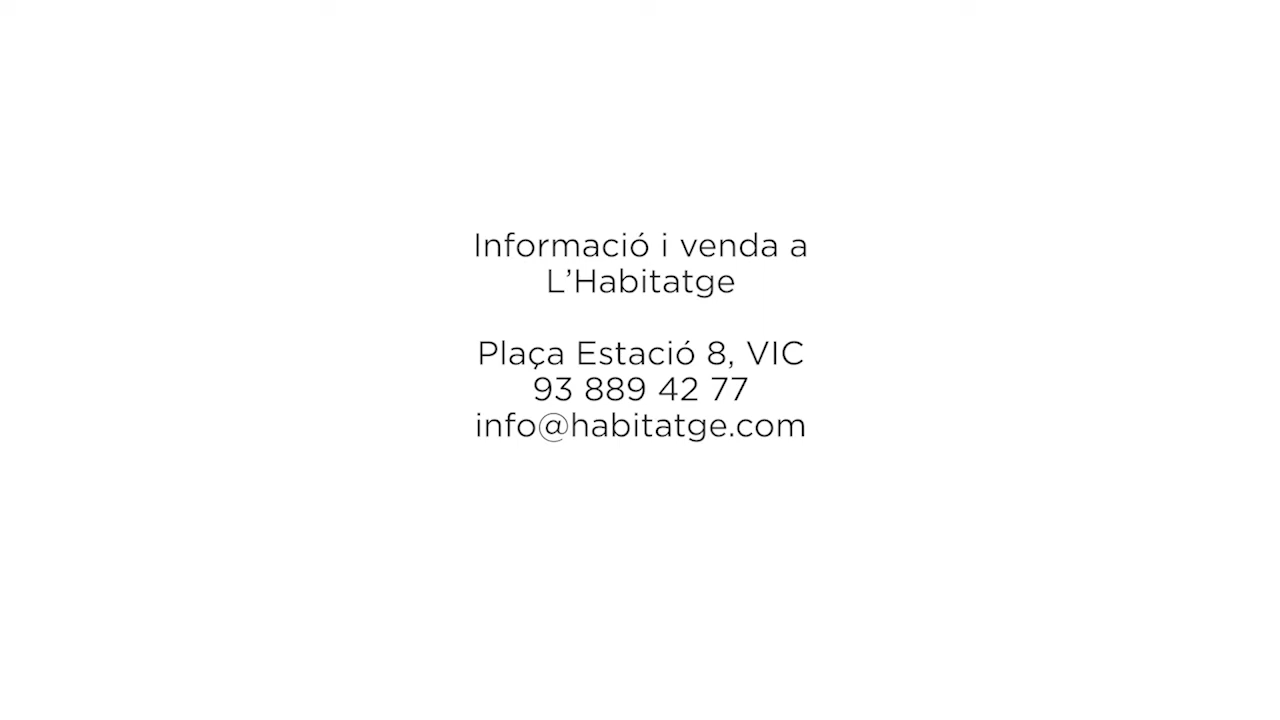 Informació i venda a
L’Habitatge
Plaça Estació 8, VIC
93 889 42 77
info@habitatge.com